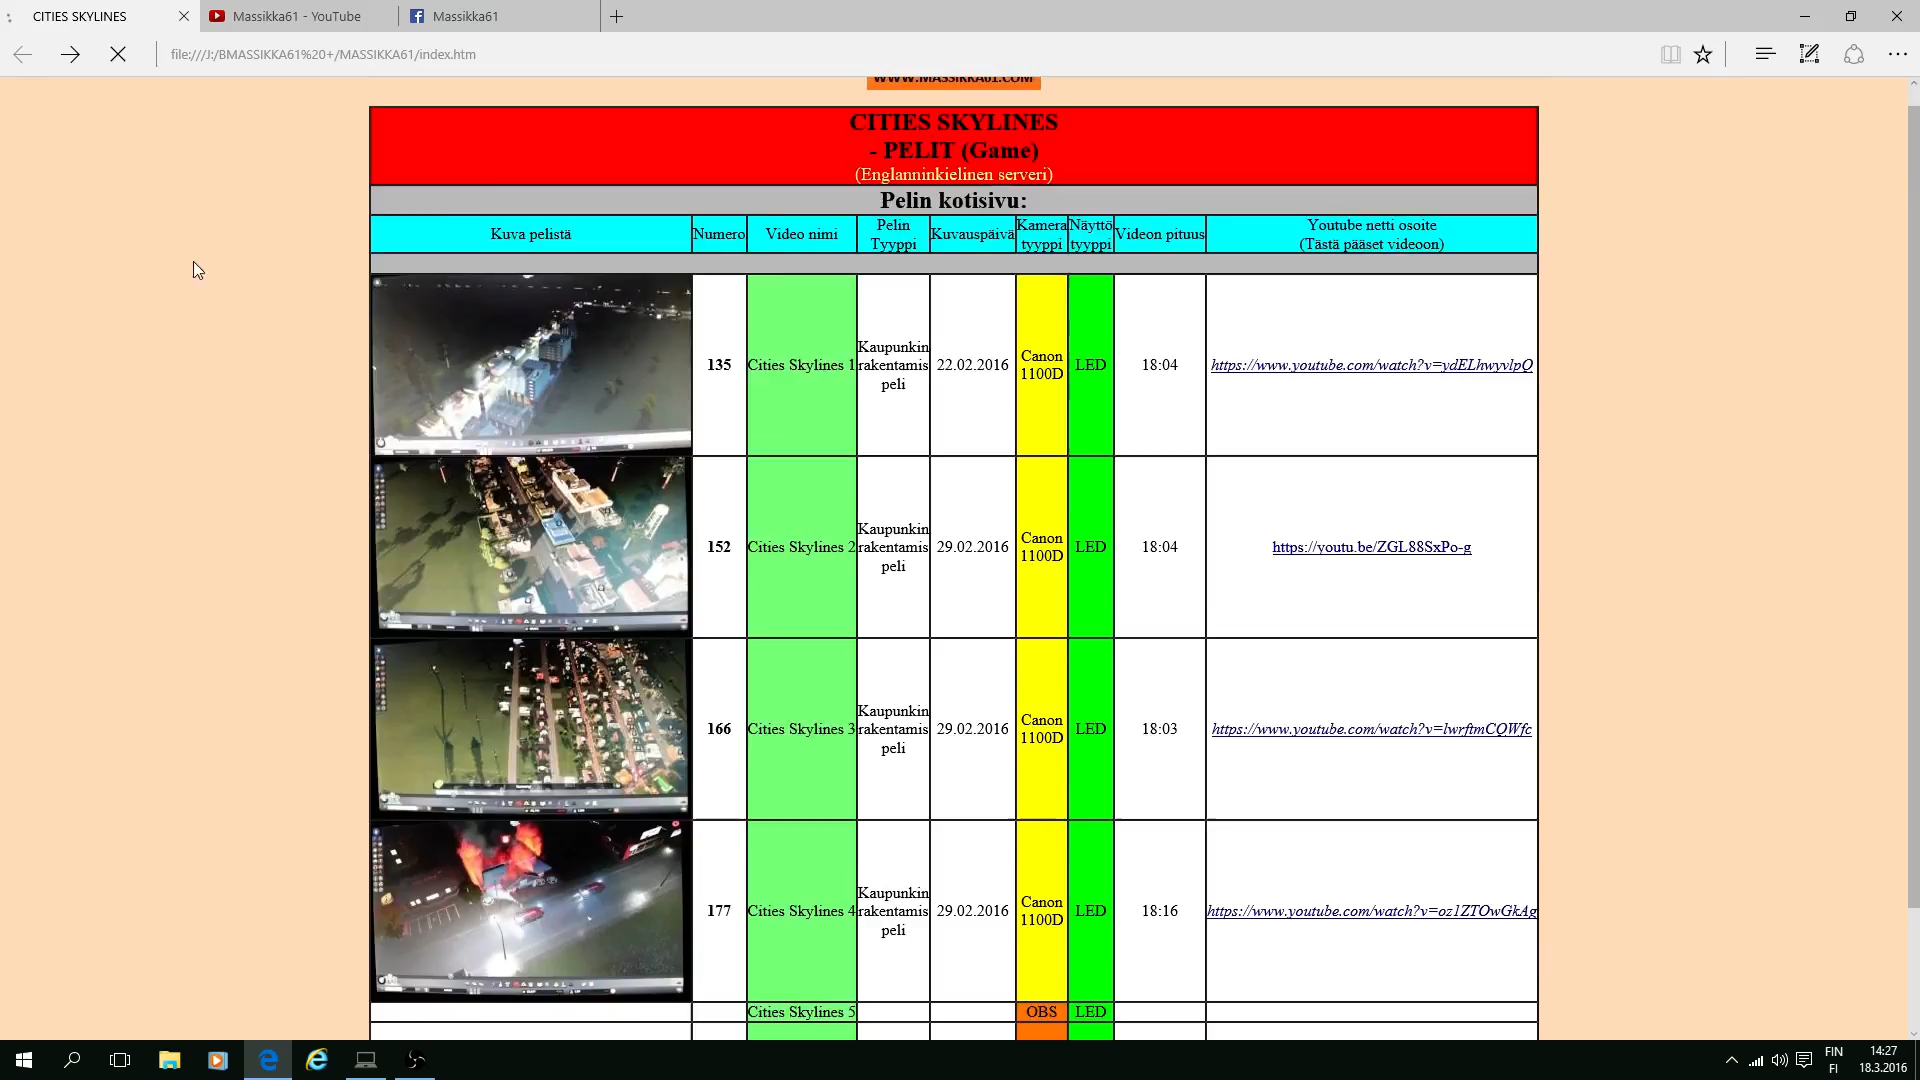 CITIES SKYLINES
Massikka61 - YouTube
Massikka61
file:///J:/BMASSIKKA61%20+/MASSIKKA61/index.htm
WWW.MASSIKKA61.COM
CITIES SKYLINES
- PELIT (Game)
(Englanninkielinen serveri)
Pelin kotisivu:
Kuva pelistä
Numero
Video nimi
Pelin
Tyyppi
Kuvauspäivä
Kamera
tyyppi
Näyttö
tyyppi
Videon pituus
Youtube netti osoite
(Tästä pääset videoon)
135
Cities Skylines 1
Kaupunkin
rakentamis
peli
22.02.2016
Canon
1100D
LED
18:04
https://www.youtube.com/watch?v=ydELhwyvlpQ
152
Cities Skylines 2
Kaupunkin
rakentamis
peli
29.02.2016
Canon
1100D
LED
18:04
https://youtu.be/ZGL88SxPo-g
166
Cities Skylines 3
Kaupunkin
rakentamis
peli
29.02.2016
Canon
1100D
LED
18:03
https://www.youtube.com/watch?v=lwrftmCQWfc
177
Cities Skylines 4
Kaupunkin
rakentamis
peli
29.02.2016
Canon
1100D
LED
18:16
https://www.youtube.com/watch?v=oz1ZTOwGkAg
Cities Skylines 5
OBS
LED
FIN
FI
14:27
18.3.2016